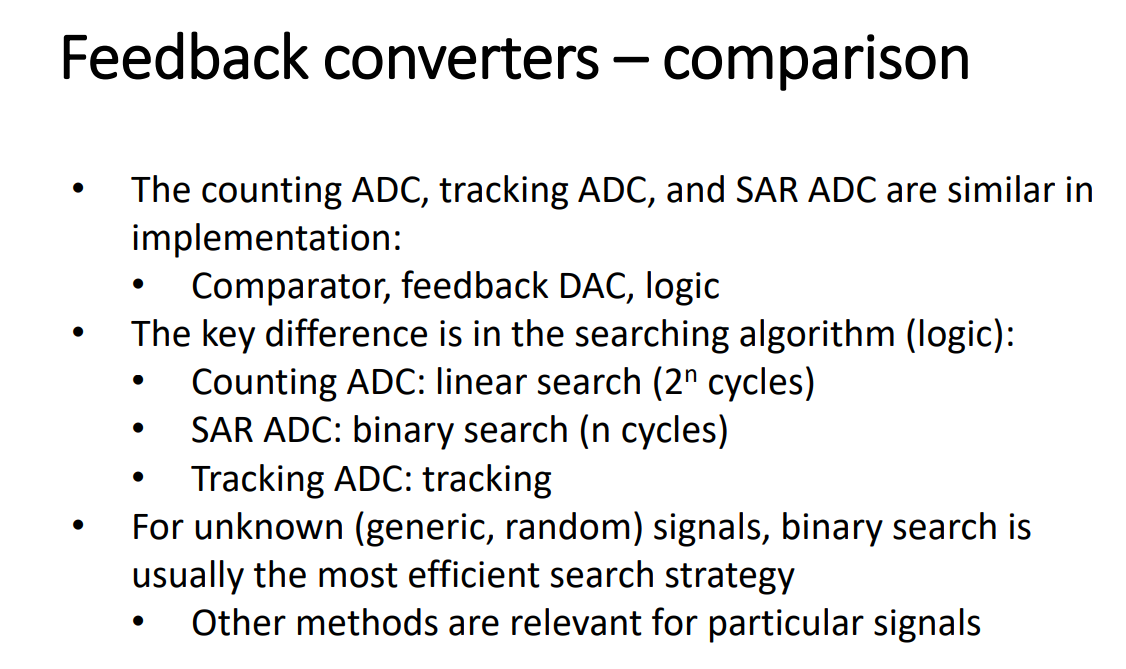 Feedback converters – comparison
• The counting ADC, tracking ADC, and SAR ADC are similar in
implementation:
• Comparator, feedback DAC, logic
• The key difference is in the searching algorithm (logic):
• Counting ADC: linear search (2ⁿ cycles)
• SAR ADC: binary search (n cycles)
• Tracking ADC: tracking
• For unknown (generic, random) signals, binary search is
usually the most efficient search strategy
• Other methods are relevant for particular signals